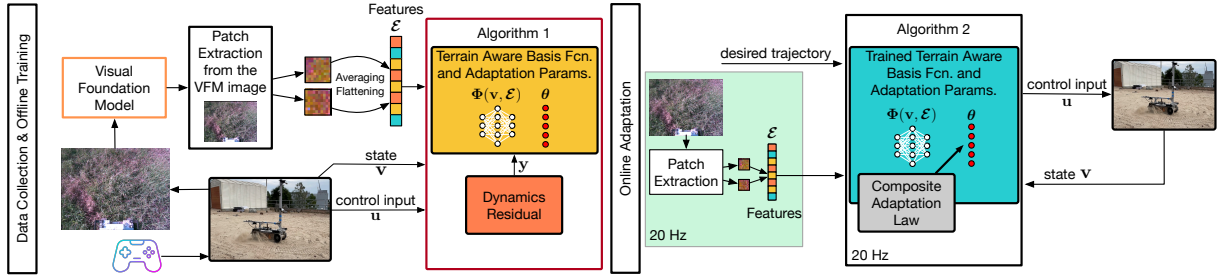 Data Collection & Offline Training
Visual
Foundation
Model
Patch
Extraction
from the
VFM image
Features
ℰ
Averaging
Flattening
state
v
control input
u
Algorithm 1
Terrain Aware Basis Fcn.
and Adaptation Params.
Φ(v, ℰ) θ
y
Dynamics
Residual
Online Adaptation
desired trajectory
Patch
Extraction
ℰ
Features
20 Hz
Algorithm 2
Trained Terrain Aware
Basis Fcn. and
Adaptation Params.
Φ(v, ℰ) θ
Composite
Adaptation
Law
20 Hz
control input
u
state v